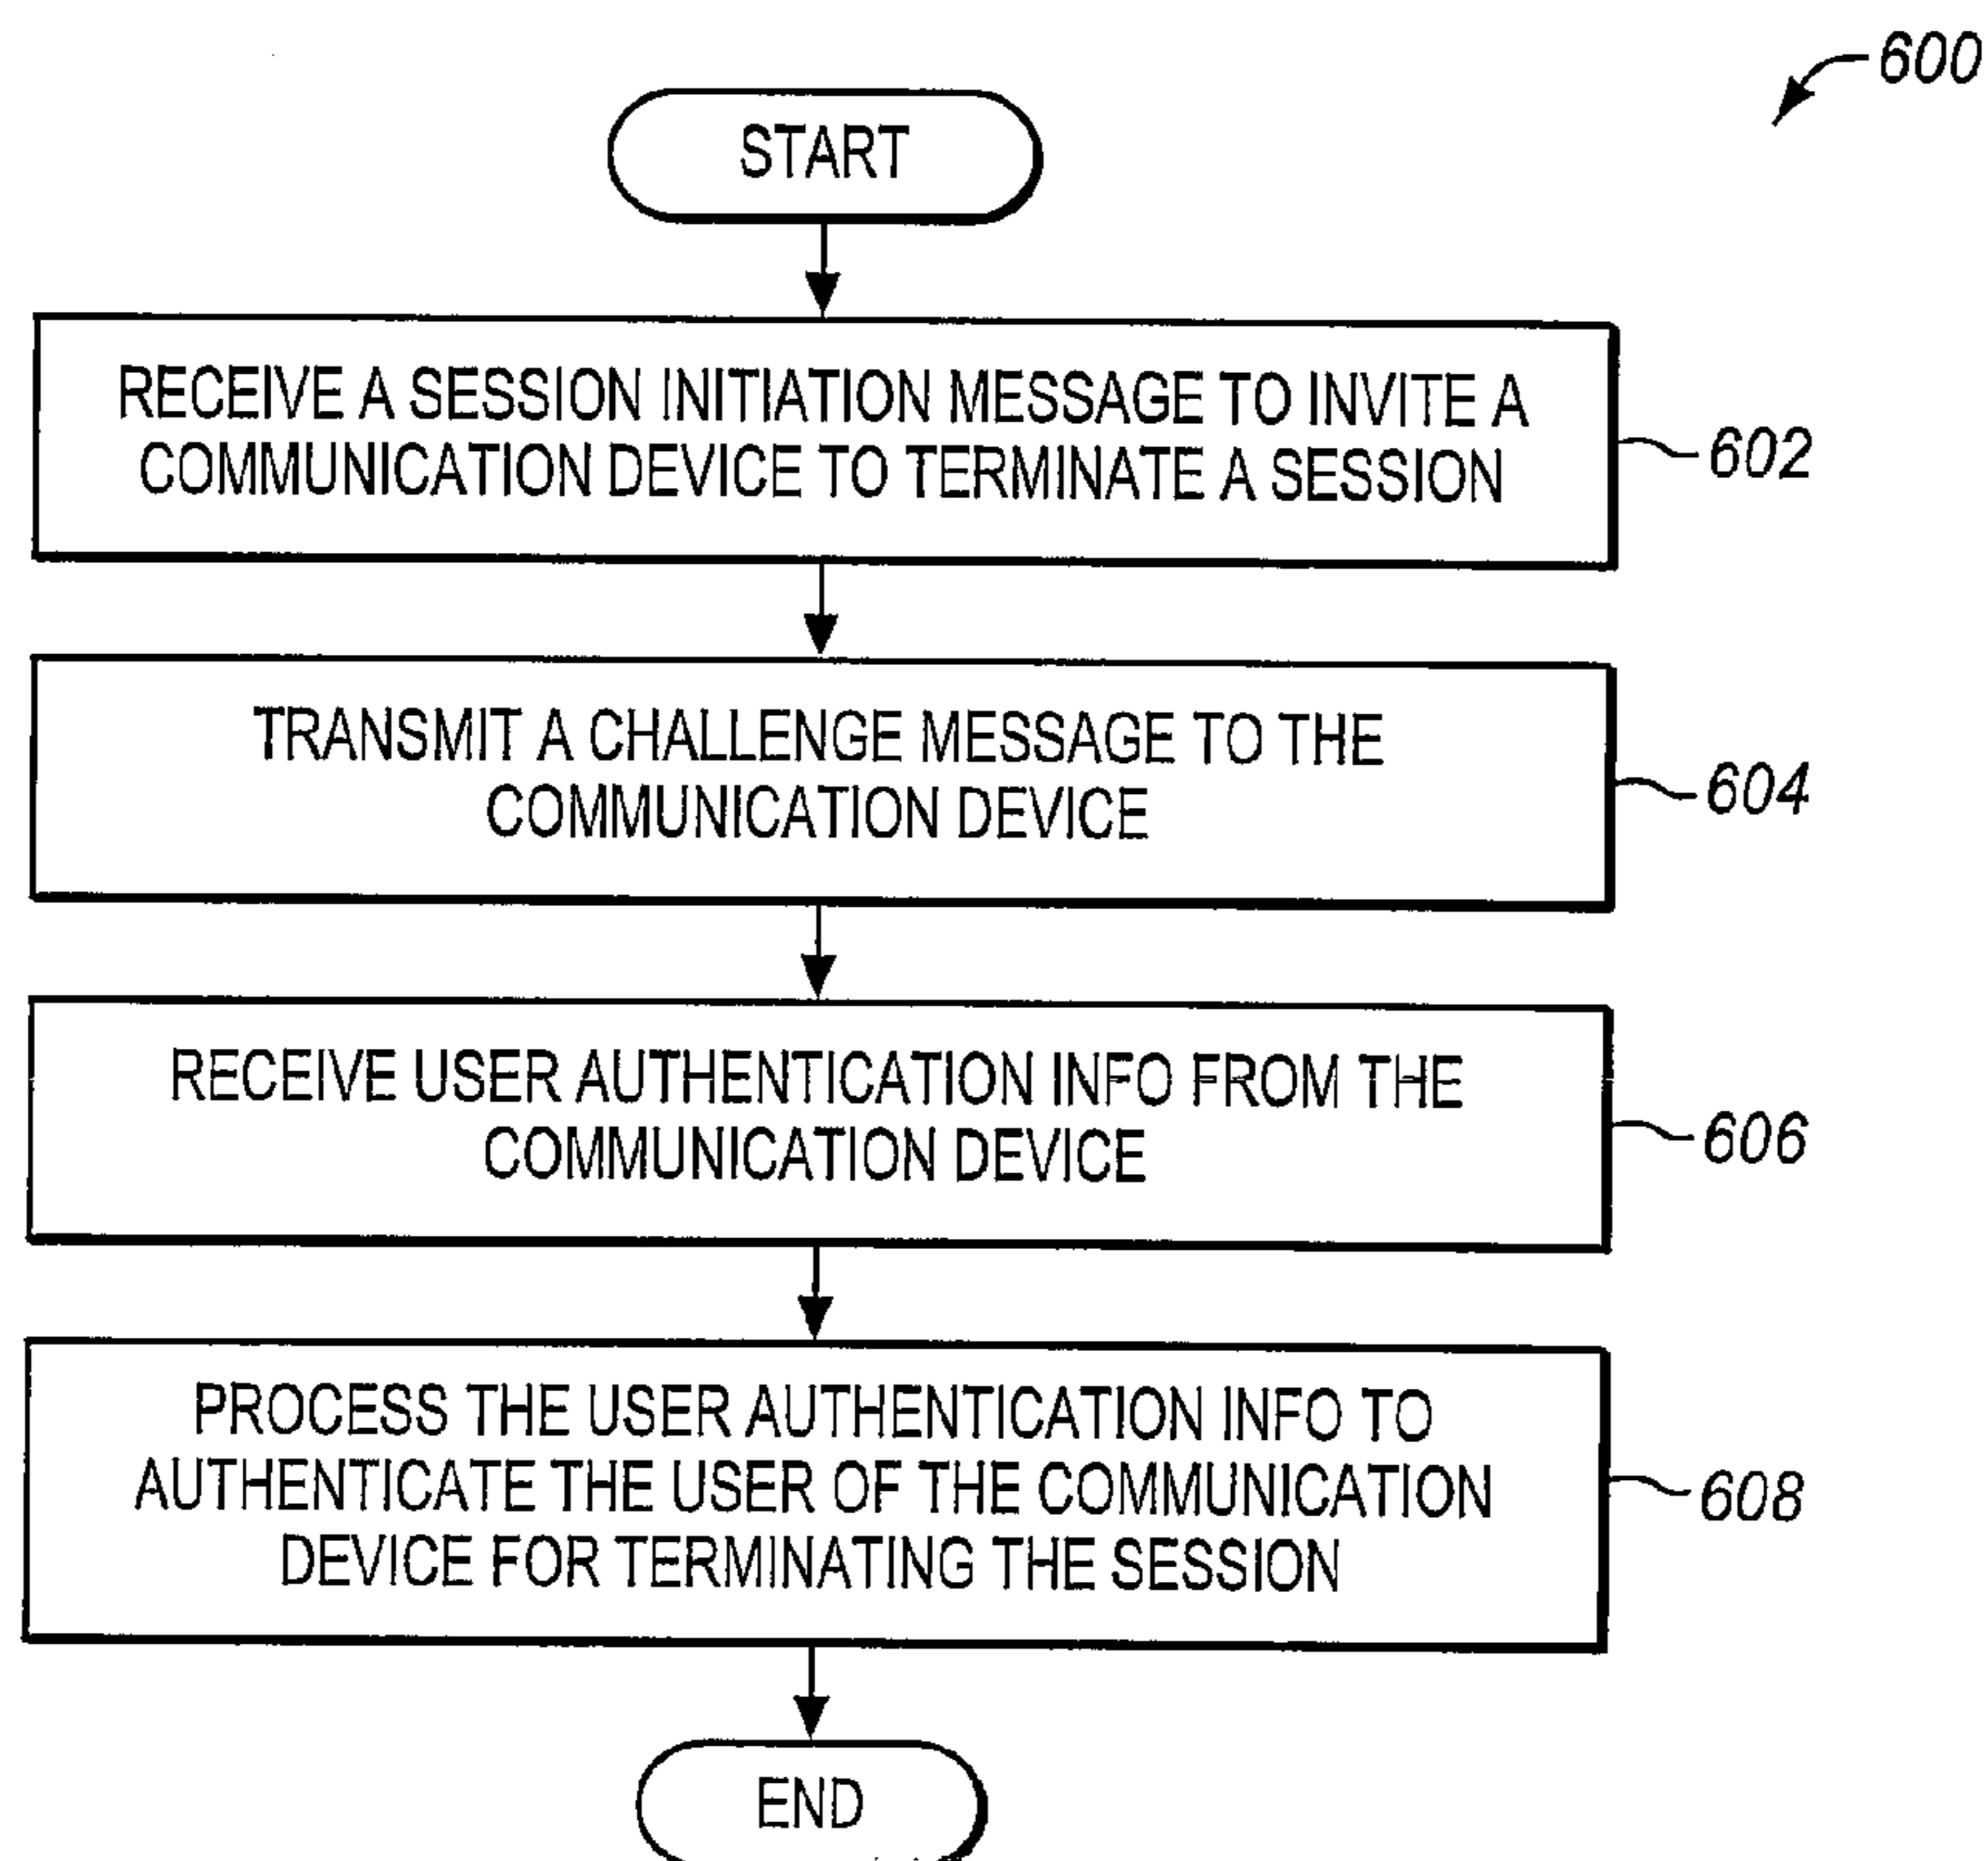 600
START
RECEIVE A SESSION INITIATION MESSAGE TO INVITE A
COMMUNICATION DEVICE TO TERMINATE A SESSION
602
TRANSMIT A CHALLENGE MESSAGE TO THE
COMMUNICATION DEVICE
604
RECEIVE USER AUTHENTICATION INFO FROM THE
COMMUNICATION DEVICE
606
PROCESS THE USER AUTHENTICATION INFO TO
AUTHENTICATE THE USER OF THE COMMUNICATION
DEVICE FOR TERMINATING THE SESSION
608
END